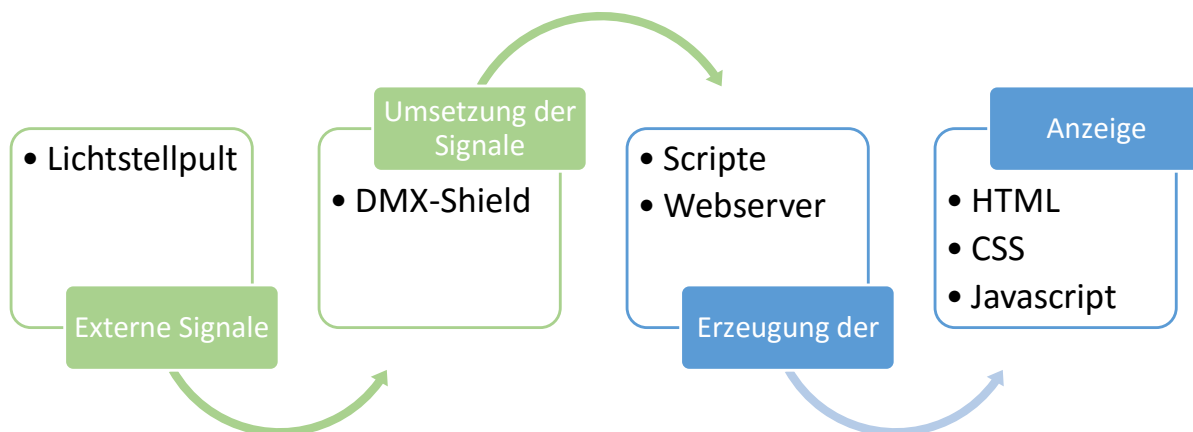 • Lichtstellpult
Externe Signale
Umsetzung der
Signale
• DMX-Shield
• Scripte
• Webserver
Erzeugung der
Anzeige
• HTML
• CSS
• Javascript